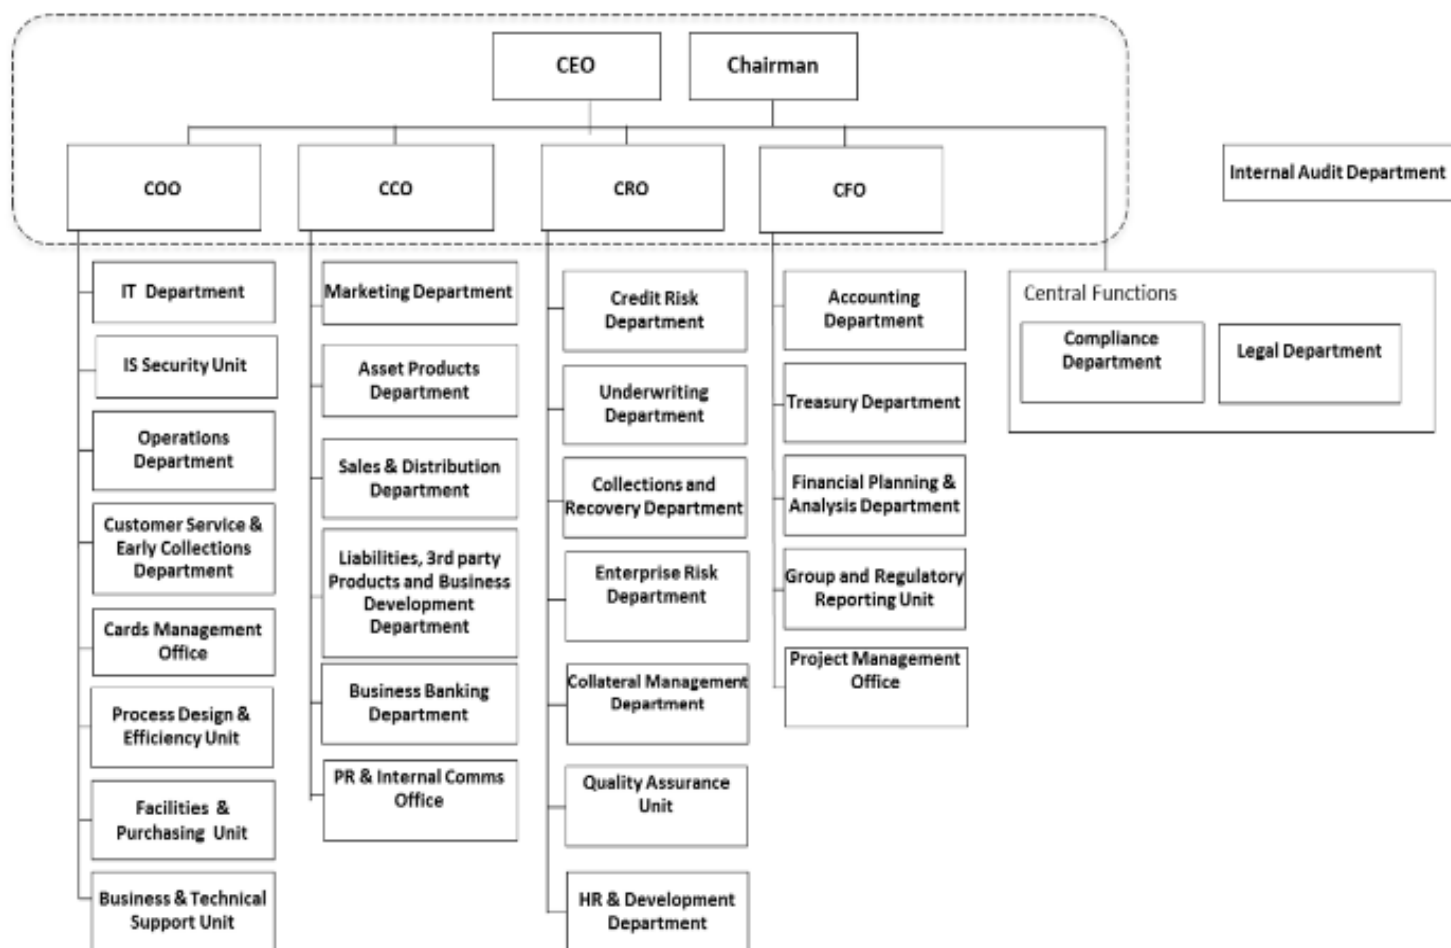 CEO
Chairman
COO
CCO
CRO
CFO
Internal Audit Department
IT Department
IS Security Unit
Operations
Department
Customer Service &
Early Collections
Department
Cards Management
Office
Process Design &
Efficiency Unit
Facilities &
Purchasing Unit
Business & Technical
Support Unit
Marketing Department
Asset Products
Department
Sales & Distribution
Department
Liabilities, 3rd party
Products and Business
Development
Department
Business Banking
Department
PR & Internal Comms
Office
Credit Risk
Department
Underwriting
Department
Collections and
Recovery Department
Enterprise Risk
Department
Collateral Management
Department
Quality Assurance
Unit
HR & Development
Department
Accounting
Department
Treasury Department
Financial Planning &
Analysis Department
Group and Regulatory
Reporting Unit
Project Management
Office
Central Functions
Compliance
Department
Legal Department